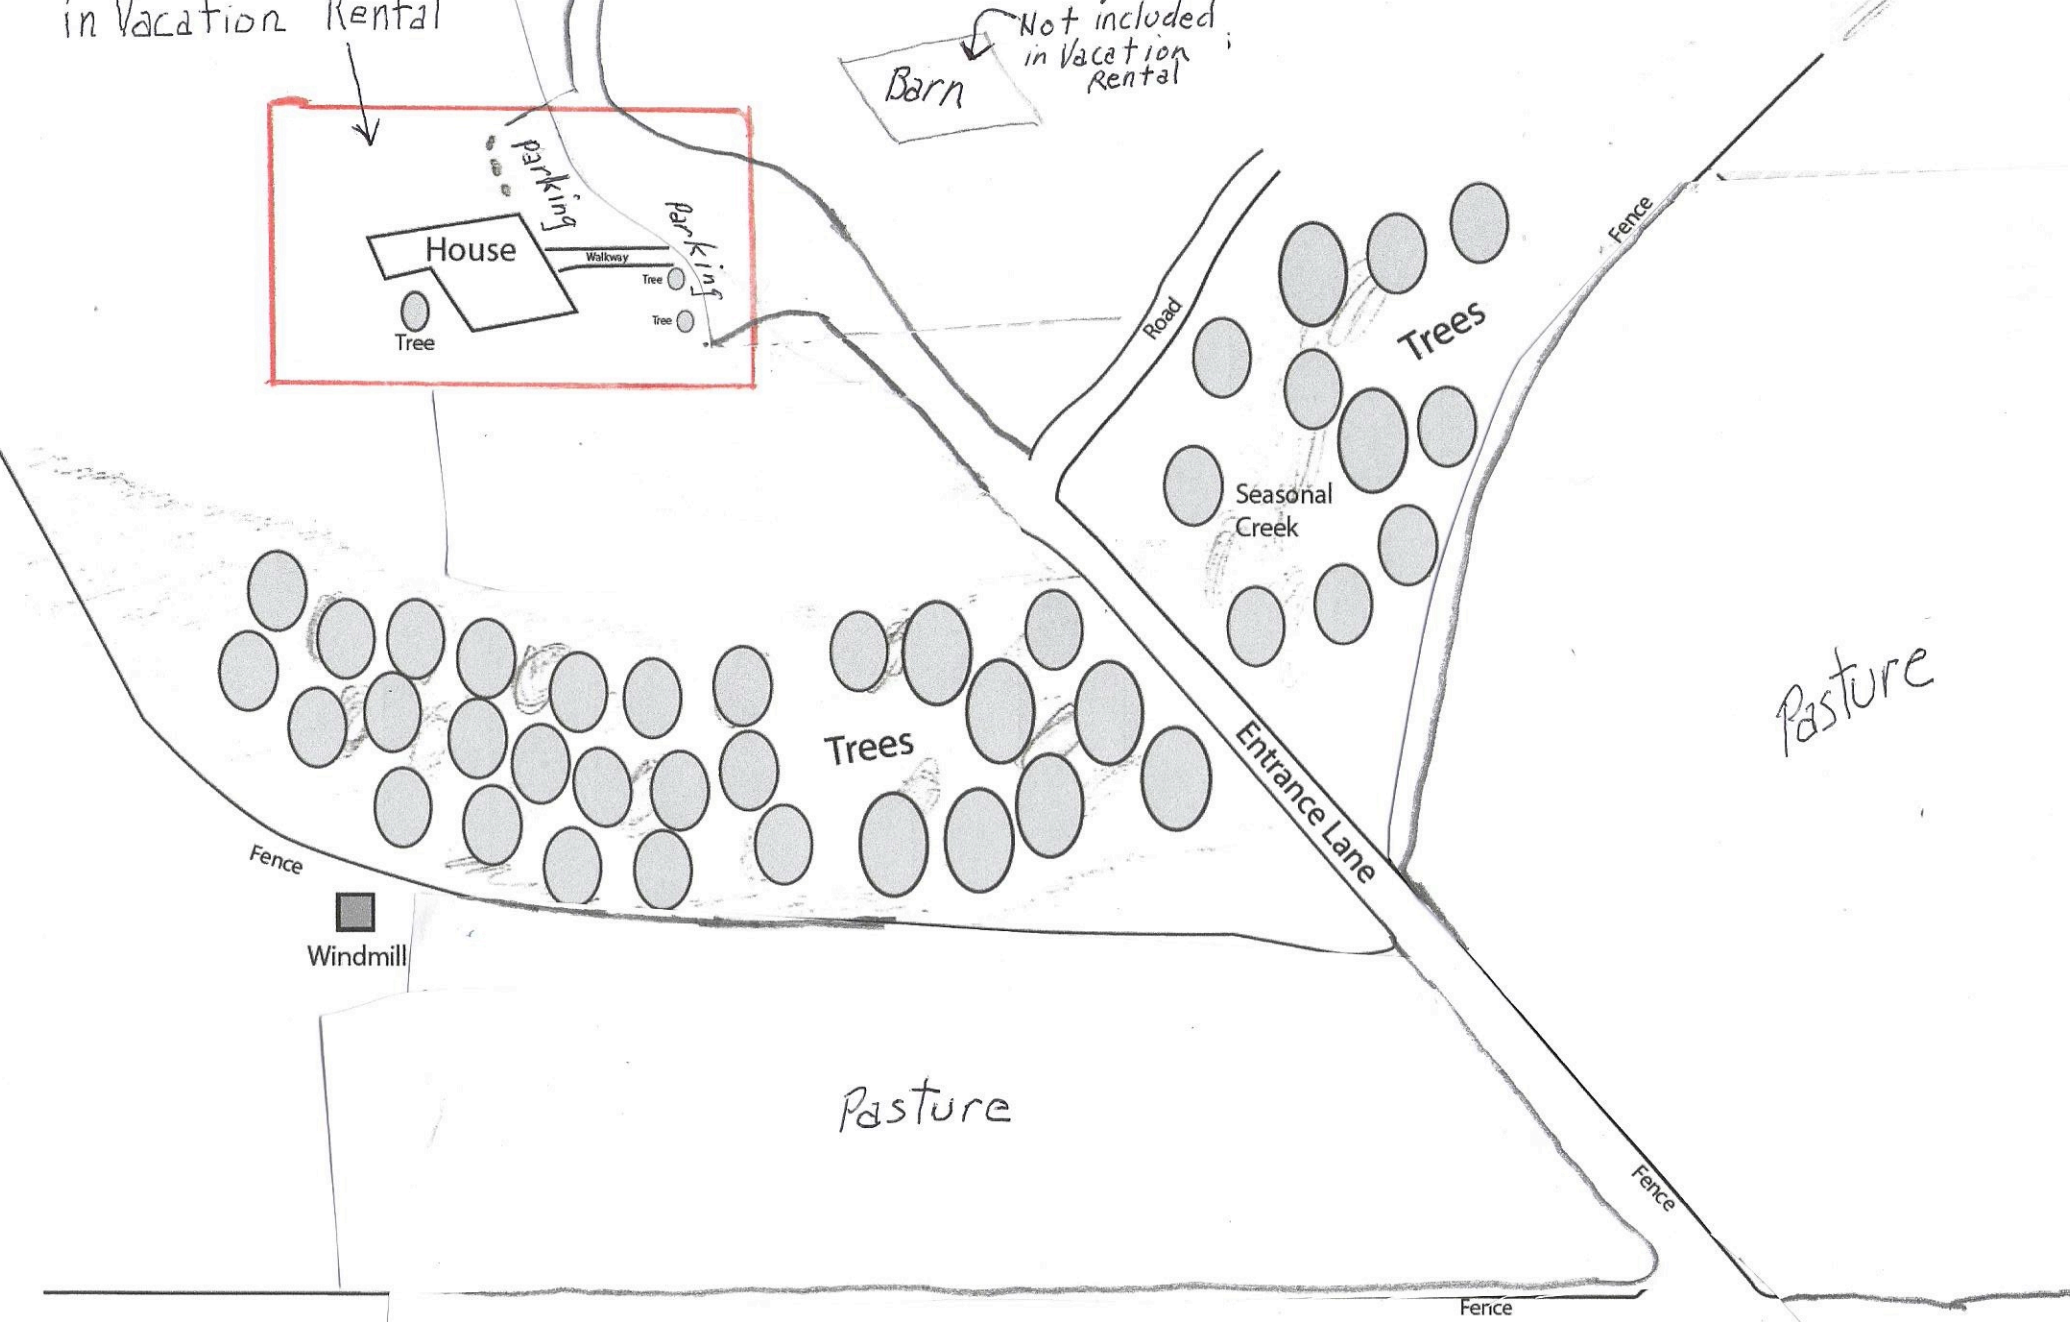 in Vacation Rental
Not included
in Vacation
Rental
Barn
Parking
Parking
House
Walkway
Tree
Tree
Tree
Fence
Road
Trees
Seasonal
Creek
Pasture
Trees
Entrance Lane
Fence
Windmill
Pasture
Fence
Fence